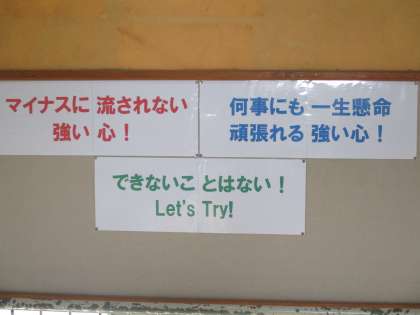 マイナスに 流されない
強い 心！
何事にも 一生懸命
頑張れる 強い心！
できないこ とはない！
Let's Try!